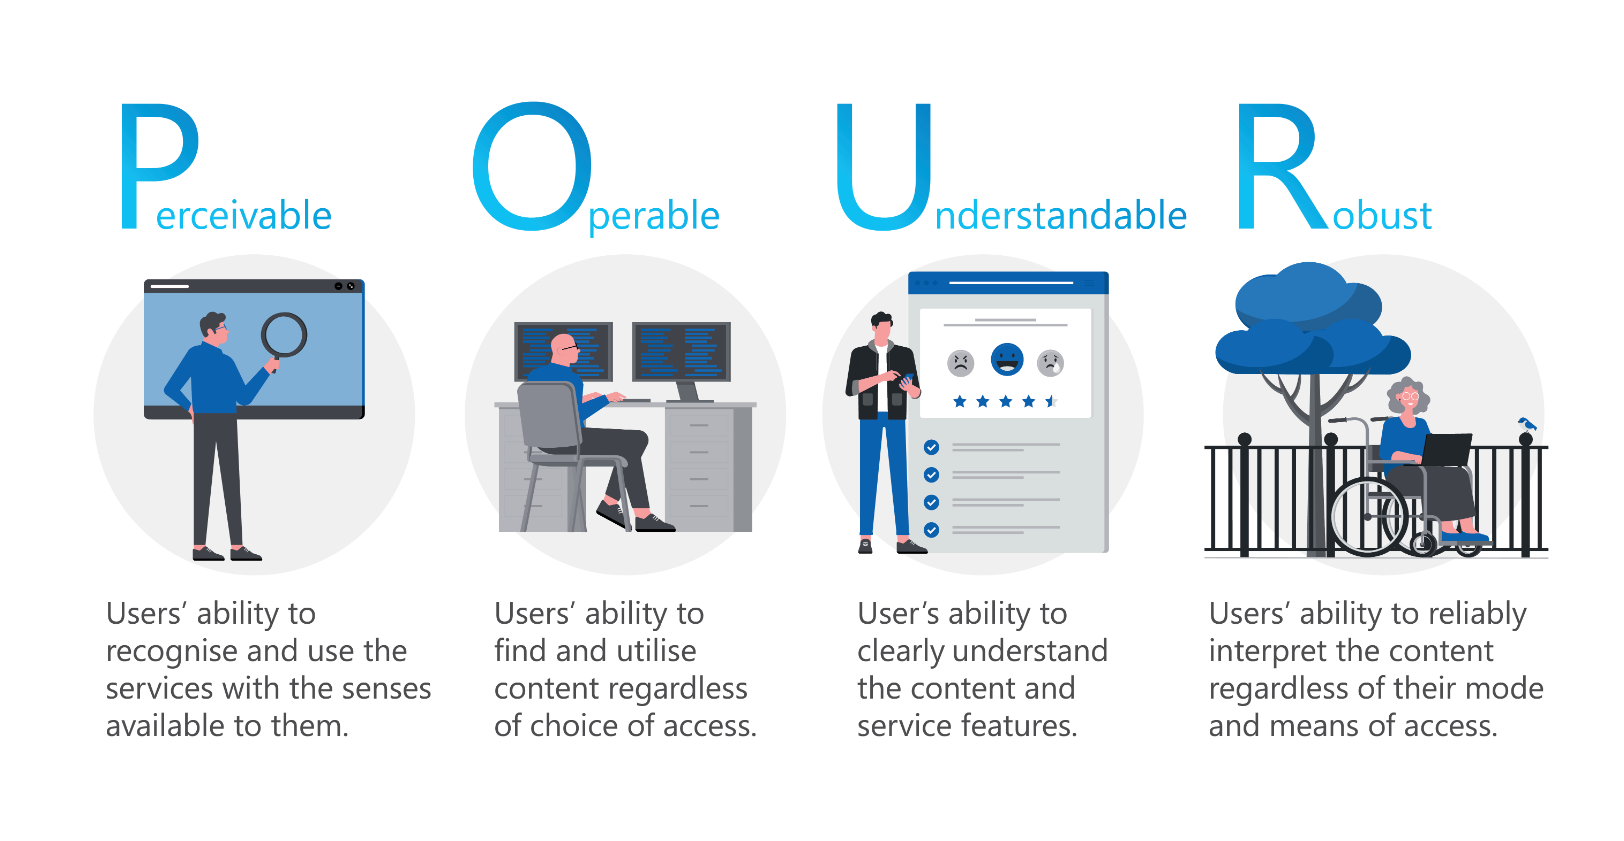 Perceivable
Operable
Understandable
Robust
Users’ ability to
recognise and use the
services with the senses
available to them.
Users’ ability to
find and utilise
content regardless
of choice of access.
User’s ability to
clearly understand
the content and
service features.
Users’ ability to reliably
interpret the content
regardless of their mode
and means of access.